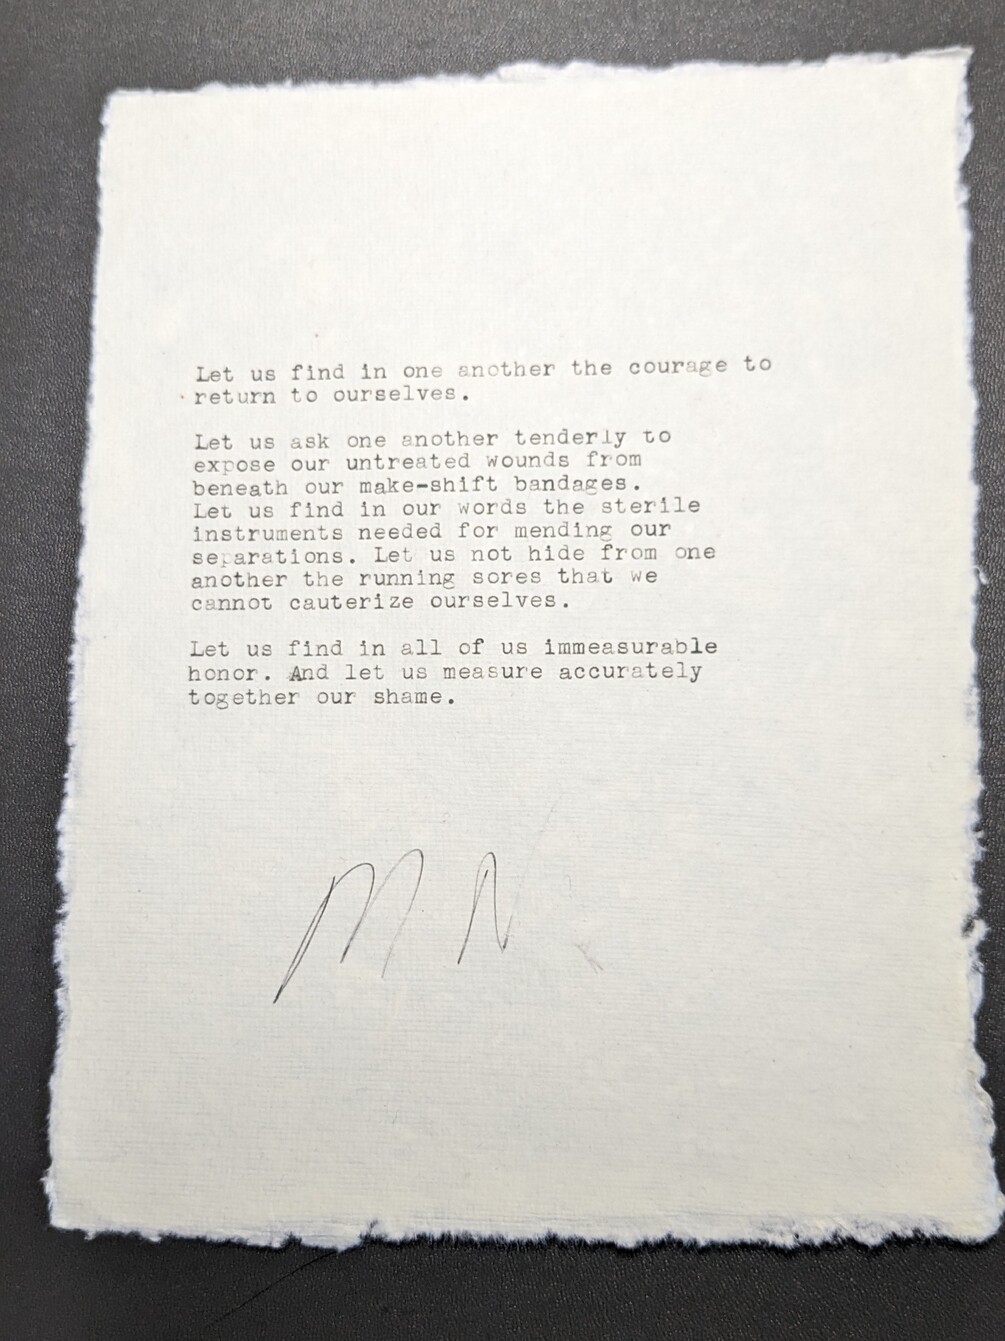 Let us find in one another the courage to
return to ourselves.
Let us ask one another tenderly to
expose our untreated wounds from
beneath our make-shift bandages.
Let us find in our words the sterile
instruments needed for mending our
separations. Let us not hide from one
another the running sores that we
cannot cauterize ourselves.
Let us find in all of us immeasurable
honor. And let us measure accurately
together our shame.
M N